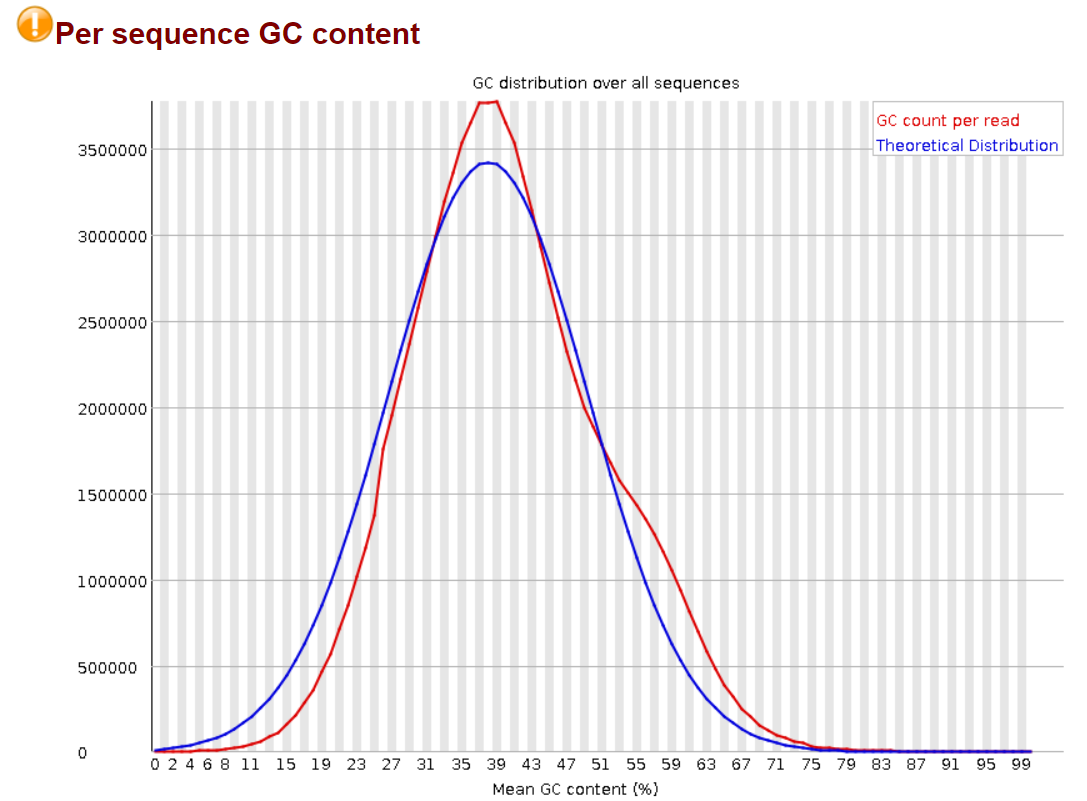 Per sequence GC content
GC distribution over all sequences
GC count per read
Theoretical Distribution
3500000
3000000
2500000
2000000
1500000
1000000
500000
0
0 2 4 6 8 11 15 19 23 27 31 35 39 43 47 51 55 59 63 67 71 75 79 83 87 91 95 99
Mean GC content (%)